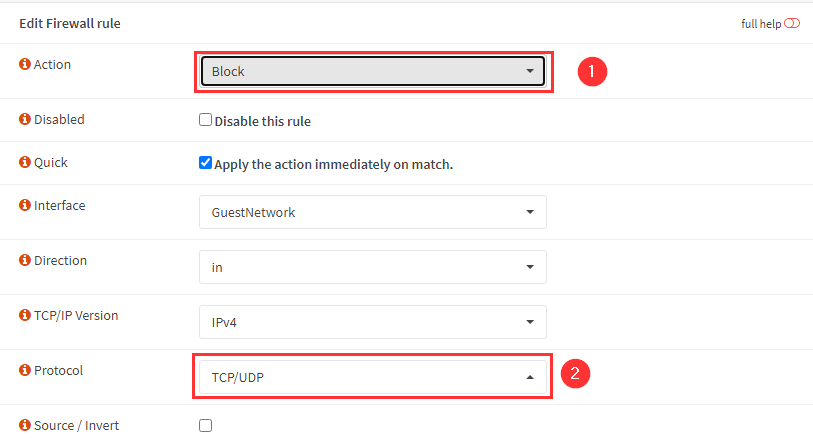 Edit Firewall rule
full help
Action
Block
1
Disabled
Disable this rule
Quick
Apply the action immediately on match.
Interface
GuestNetwork
Direction
in
TCP/IP Version
IPv4
Protocol
TCP/UDP
2
Source / Invert